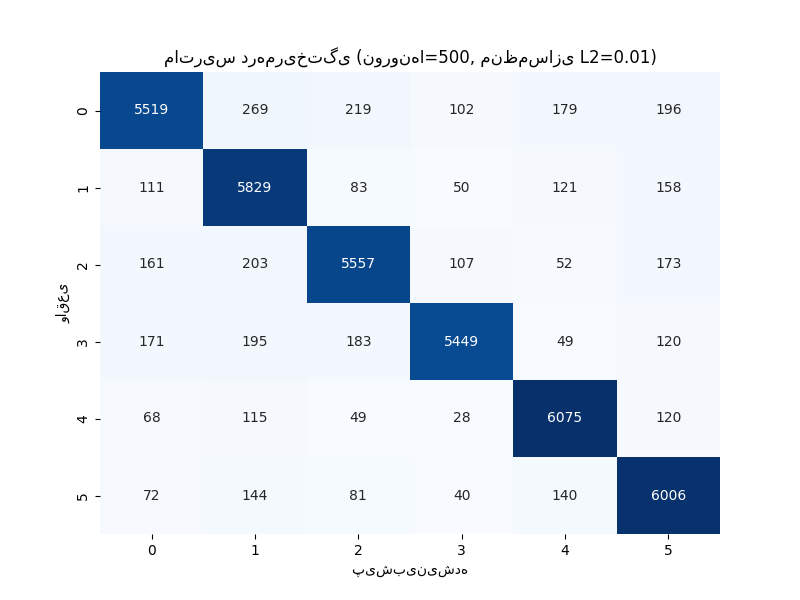 ماتریس درهم‌ریختگی (نورون‌ها=500, منظم‌سازی L2=0.01)
واقعی
0 5519 269 219 102 179 196
1 111 5829 83 50 121 158
2 161 203 5557 107 52 173
3 171 195 183 5449 49 120
4 68 115 49 28 6075 120
5 72 144 81 40 140 6006
0 1 2 3 4 5
پیش‌بینی‌شده